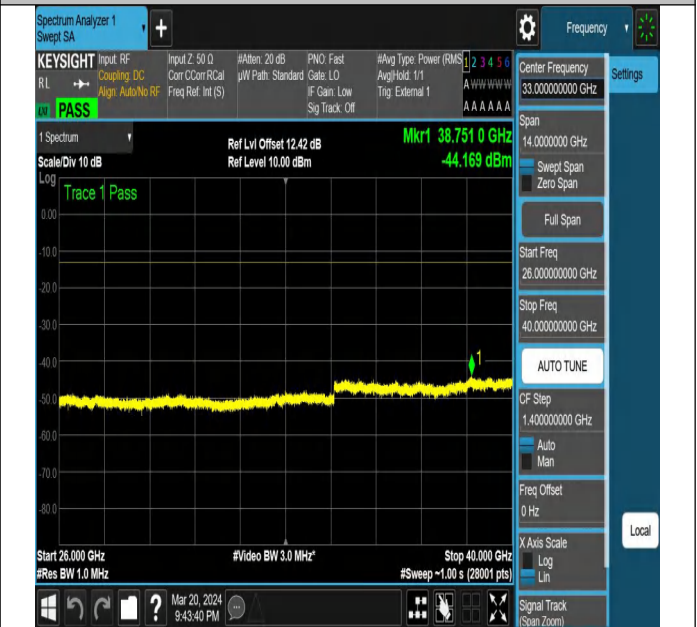 Spectrum Analyzer 1
Swept SA
+
Frequency
KEYSIGHT
RL
PASS
Input: RF
Coupling: DC
Align: Auto/No RF
Input Z: 50 Ω
Corr CCorr RCal
Freq Ref: Int (S)
#Atten: 20 dB
µW Path: Standard
PNO: Fast
Gate: LO
IF Gain: Low
Sig Track: Off
#Avg Type: Power (RMS)
Avg|Hold: 1/1
Trig: External 1
1 2 3 4 5 6
A W W W W W
A A A A A A
1 Spectrum
Scale/Div 10 dB
Ref Lvl Offset 12.42 dB
Ref Level 10.00 dBm
Mkr1 38.751 0 GHz
-44.169 dBm
Log
Trace 1 Pass
0.00
-10.0
-20.0
-30.0
-40.0
-50.0
-60.0
-70.0
-80.0
1
Start 26.000 GHz
#Res BW 1.0 MHz
#Video BW 3.0 MHz*
Stop 40.000 GHz
#Sweep ~1.00 s (28001 pts)
Mar 20, 2024
9:43:40 PM
?
Center Frequency
33.000000000 GHz
Settings
Span
14.0000000 GHz
Swept Span
Zero Span
Full Span
Start Freq
26.000000000 GHz
Stop Freq
40.000000000 GHz
AUTO TUNE
CF Step
1.400000000 GHz
Auto
Man
Freq Offset
0 Hz
X Axis Scale
Log
Lin
Local
Signal Track
(Span Zoom)